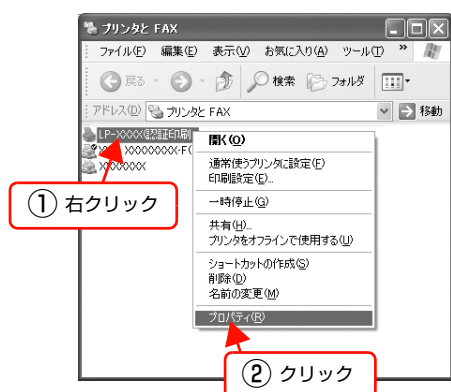 プリンタと FAX
ファイル(F) 編集(E) 表示(V) お気に入り(A) ツール(T) »
戻る 検索 フォルダ
アドレス(D) プリンタと FAX 移動
LP-XXXX(認証印刷)
XXXXXXXX-F(
XXXXXXX
開く(O)
通常使うプリンタに設定(F)
印刷設定(E)...
一時停止(G)
共有(H)...
プリンタをオフラインで使用する(U)
ショートカットの作成(S)
削除(D)
名前の変更(M)
プロパティ(R)
① 右クリック
② クリック